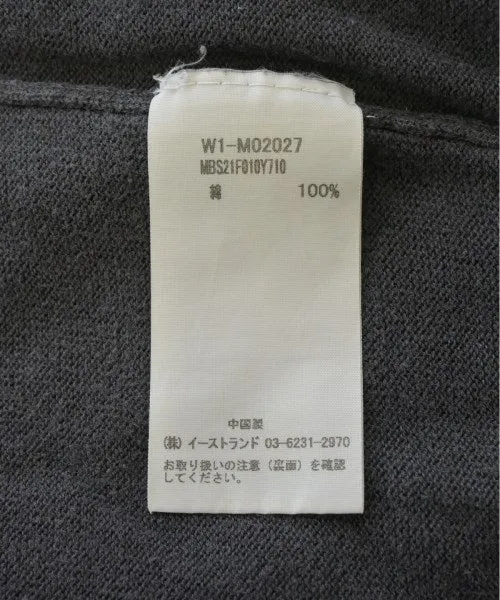 W1-M02027
MBS21F010Y710
綿 100%
中国製
(株) イーストランド 03-6231-2970
お取り扱いの注意 (裏面) を確認
してください。